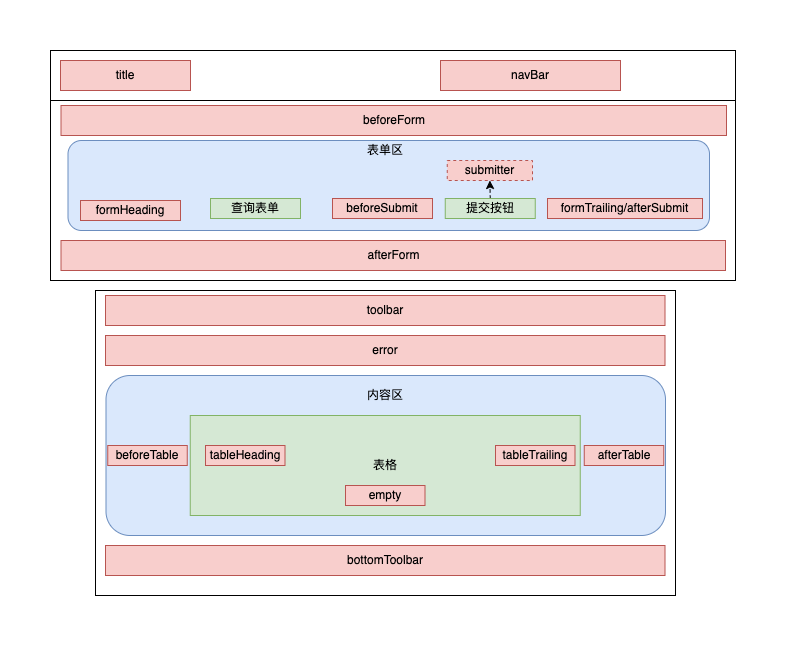 title
navBar
beforeForm
表单区
submitter
formHeading
查询表单
beforeSubmit
提交按钮
formTrailing/afterSubmit
afterForm
toolbar
error
内容区
beforeTable
tableHeading
表格
tableTrailing
afterTable
empty
bottomToolbar